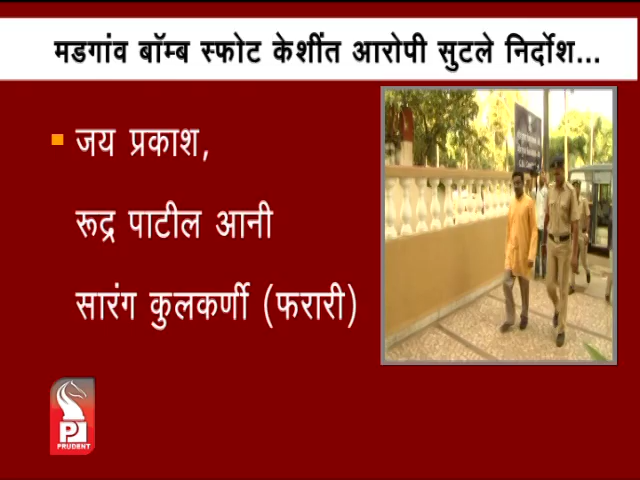 मडगांव बॉम्ब स्फोट केशींत आरोपी सुटले निर्दोश...
जय प्रकाश,
रूद्र पाटील आनी
सारंग कुलकर्णी (फरारी)
PRUDENT